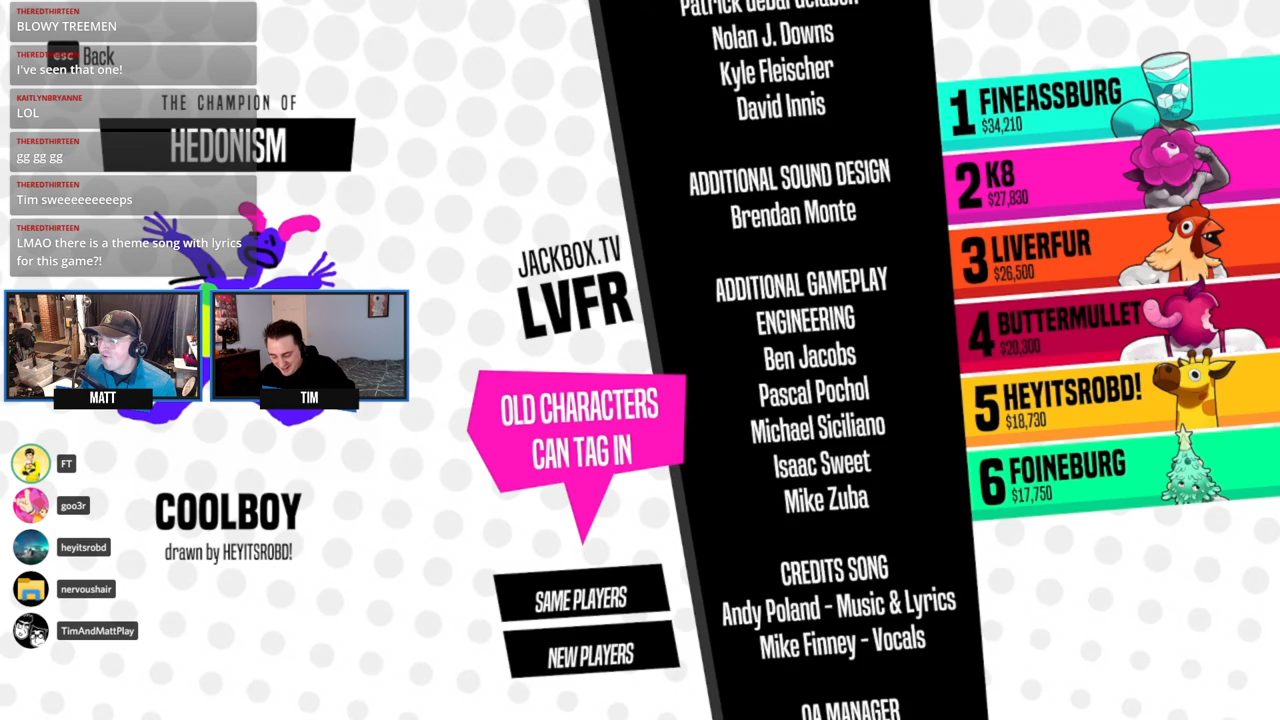 THEREDTHIRTEEN
BLOWY TREEMEN
THEREDTHIRTEEN
I've seen that one!
KAITLYNBRYANNE
LOL
THEREDTHIRTEEN
gg gg gg
THEREDTHIRTEEN
Tim sweeeeeeeeeps
THEREDTHIRTEEN
LMAO there is a theme song with lyrics
for this game?!
esc Back
THE CHAMPION OF
HEDONISM
MATT
TIM
FT
goo3r
heyitsrobd
nervoushair
TimAndMattPlay
COOLBOY
drawn by HEYITSROBD!
JACKBOX.TV
LVFR
OLD CHARACTERS
CAN TAG IN
SAME PLAYERS
NEW PLAYERS
Nolan J. Downs
Kyle Fleischer
David Innis
ADDITIONAL SOUND DESIGN
Brendan Monte
ADDITIONAL GAMEPLAY
ENGINEERING
Ben Jacobs
Pascal Pochol
Michael Siciliano
Isaac Sweet
Mike Zuba
CREDITS SONG
Andy Poland - Music & Lyrics
Mike Finney - Vocals
QA MANAGER
1 FINEASSBURG
$34,210
2 K8
$27,830
3 LIVERFUR
$26,500
4 BUTTERMULLET
$20,300
5 HEYITSROBD!
$18,730
6 FOINEBURG
$17,750